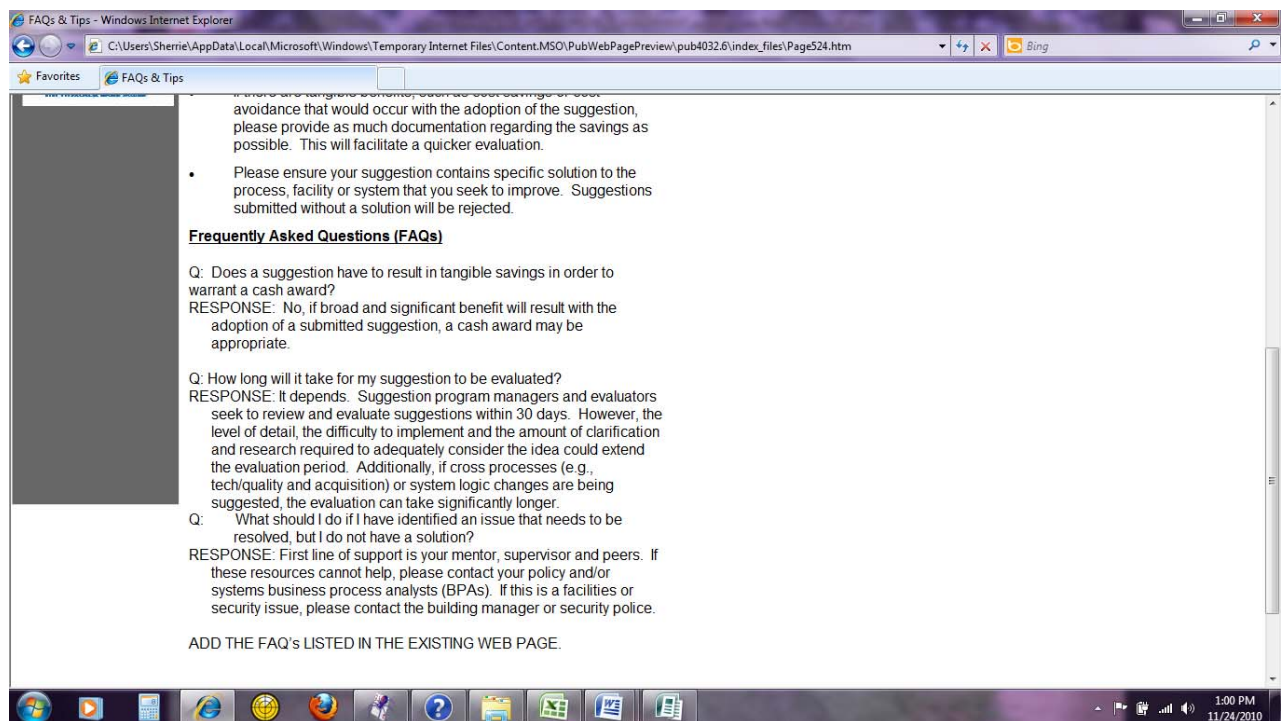 FAQs & Tips - Windows Internet Explorer
C:\Users\Sherrie\AppData\Local\Microsoft\Windows\Temporary Internet Files\Content.MSO\PubWebPagePreview\pub4032.6\index_files\Page524.htm
Bing
Favorites
FAQs & Tips
avoidance that would occur with the adoption of the suggestion,
please provide as much documentation regarding the savings as
possible.  This will facilitate a quicker evaluation.
• Please ensure your suggestion contains specific solution to the
process, facility or system that you seek to improve.  Suggestions
submitted without a solution will be rejected.
Frequently Asked Questions (FAQs)
Q:  Does a suggestion have to result in tangible savings in order to
warrant a cash award?
RESPONSE:  No, if broad and significant benefit will result with the
adoption of a submitted suggestion, a cash award may be
appropriate.
Q: How long will it take for my suggestion to be evaluated?
RESPONSE: It depends.  Suggestion program managers and evaluators
seek to review and evaluate suggestions within 30 days.  However, the
level of detail, the difficulty to implement and the amount of clarification
and research required to adequately consider the idea could extend
the evaluation period.  Additionally, if cross processes (e.g.,
tech/quality and acquisition) or system logic changes are being
suggested, the evaluation can take significantly longer.
Q: What should I do if I have identified an issue that needs to be
resolved, but I do not have a solution?
RESPONSE: First line of support is your mentor, supervisor and peers.  If
these resources cannot help, please contact your policy and/or
systems business process analysts (BPAs).  If this is a facilities or
security issue, please contact the building manager or security police.
ADD THE FAQ's LISTED IN THE EXISTING WEB PAGE.
1:00 PM
11/24/2010